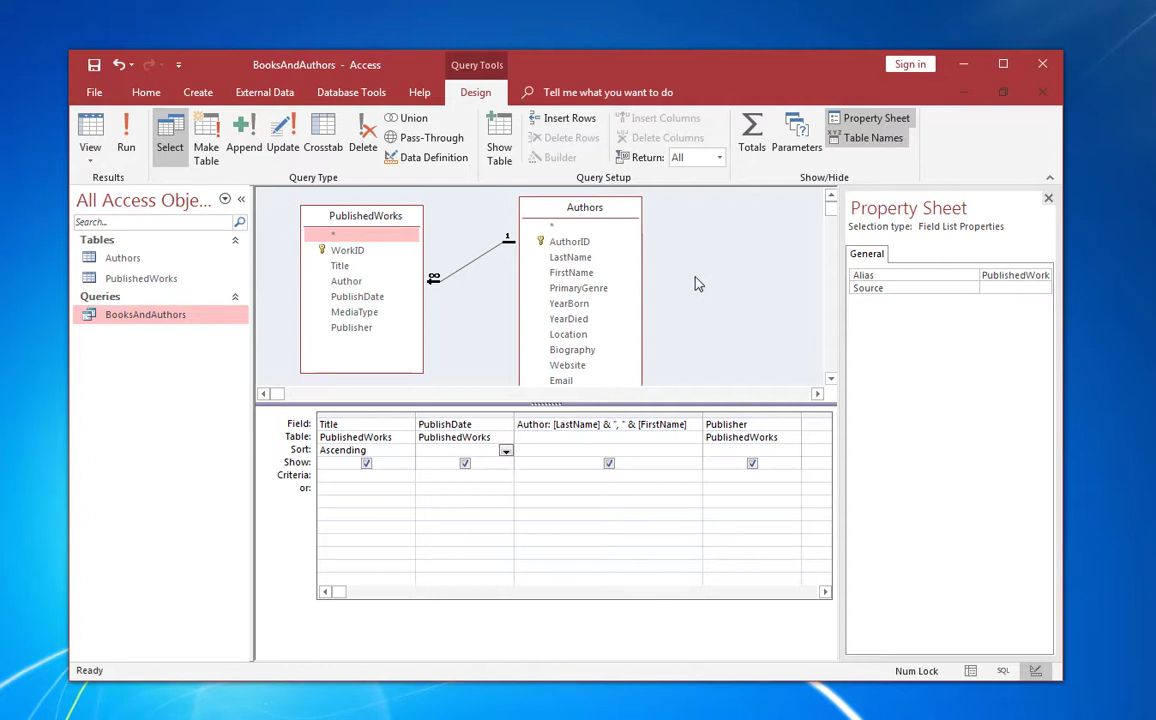 BooksAndAuthors - Access
Query Tools
Sign in
File
Home
Create
External Data
Database Tools
Help
Design
Tell me what you want to do
View
Run
Select
Make Table
Append
Update
Crosstab
Delete
Union
Pass-Through
Data Definition
Show Table
Insert Rows
Delete Rows
Builder
Insert Columns
Delete Columns
Return: All
Totals
Parameters
Property Sheet
Table Names
Results
Query Type
Query Setup
Show/Hide
All Access Obje...
Search...
Tables
Authors
PublishedWorks
Queries
BooksAndAuthors
PublishedWorks
*
WorkID
Title
Author
PublishDate
MediaType
Publisher
∞
1
Authors
*
AuthorID
LastName
FirstName
PrimaryGenre
YearBorn
YearDied
Location
Biography
Website
Email
Field: Title PublishDate Author: [LastName] & ", " & [FirstName] Publisher
Table: PublishedWorks PublishedWorks PublishedWorks
Sort: Ascending
Show:
Criteria:
or:
Property Sheet
Selection type: Field List Properties
General
Alias PublishedWork
Source
Ready
Num Lock
SQL